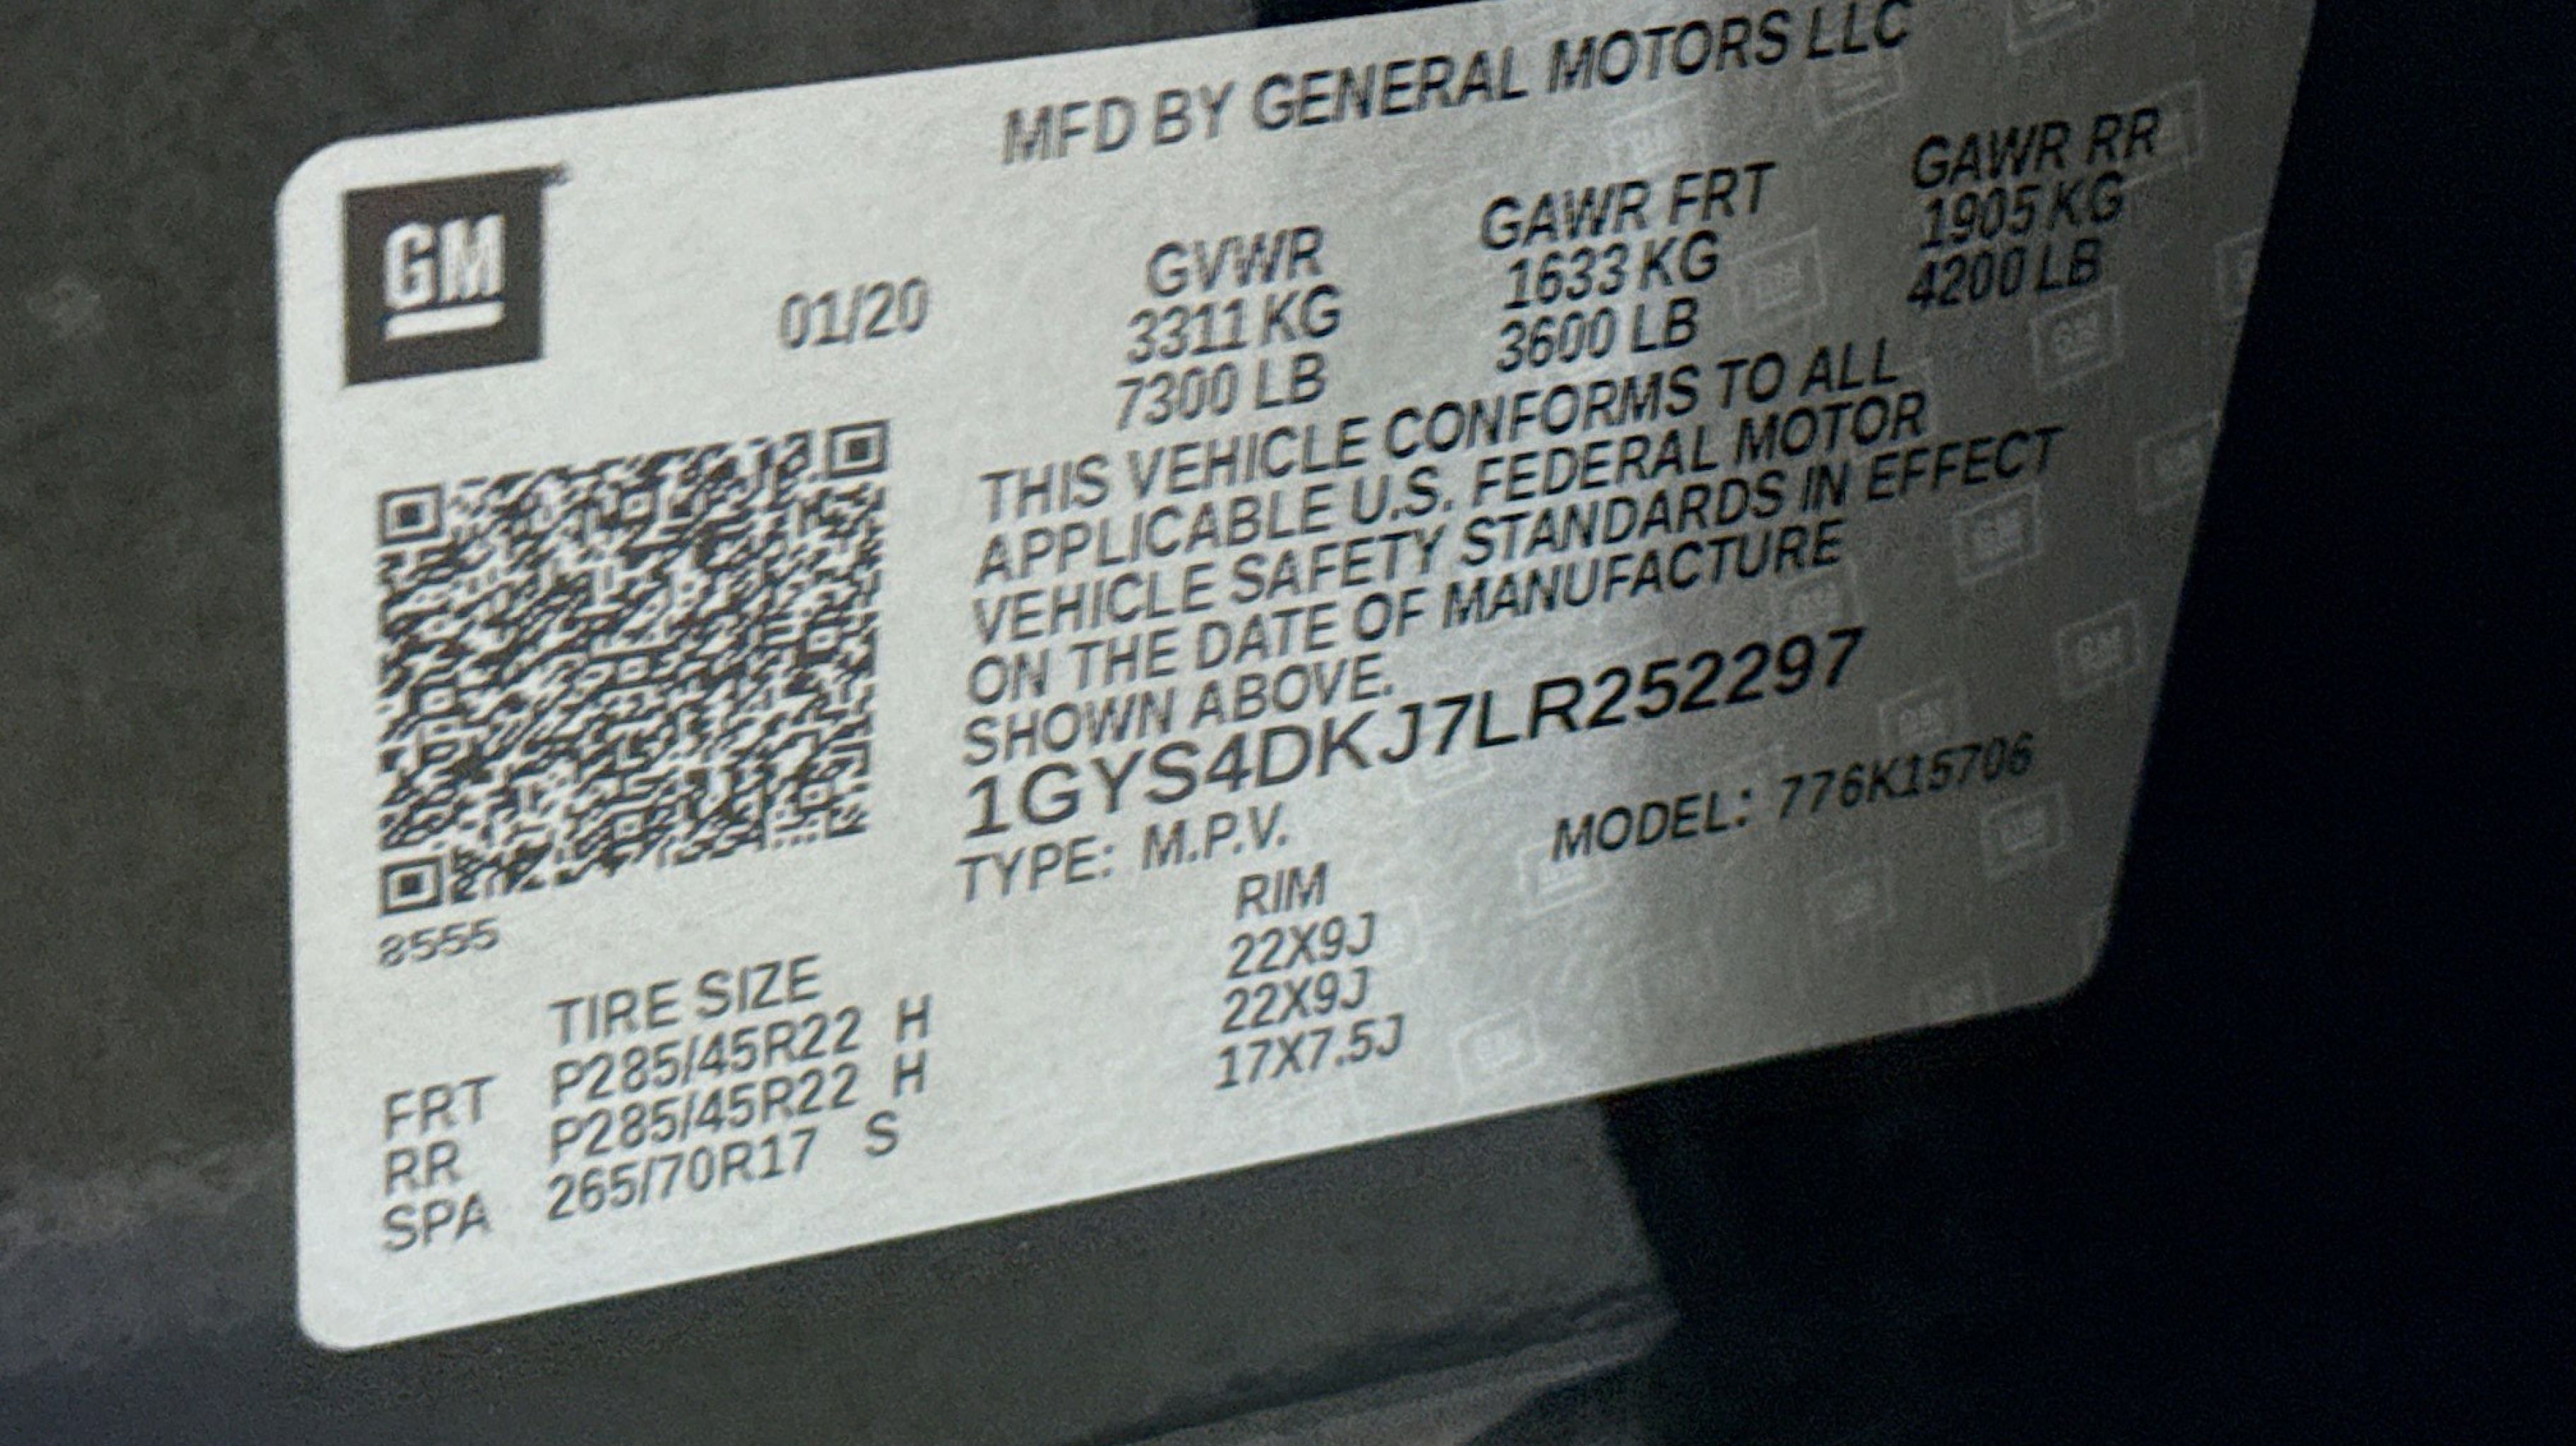 MFD BY GENERAL MOTORS LLC
GM
01/20
GVWR GAWR FRT GAWR RR
3311 KG 1633 KG 1905 KG
7300 LB 3600 LB 4200 LB
THIS VEHICLE CONFORMS TO ALL
APPLICABLE U.S. FEDERAL MOTOR
VEHICLE SAFETY STANDARDS IN EFFECT
ON THE DATE OF MANUFACTURE
SHOWN ABOVE.
1GYS4DKJ7LR252297
TYPE: M.P.V. MODEL: 776K15706
8555
TIRE SIZE RIM
FRT P285/45R22 H 22X9J
RR P285/45R22 H 22X9J
SPA 265/70R17 S 17X7.5J